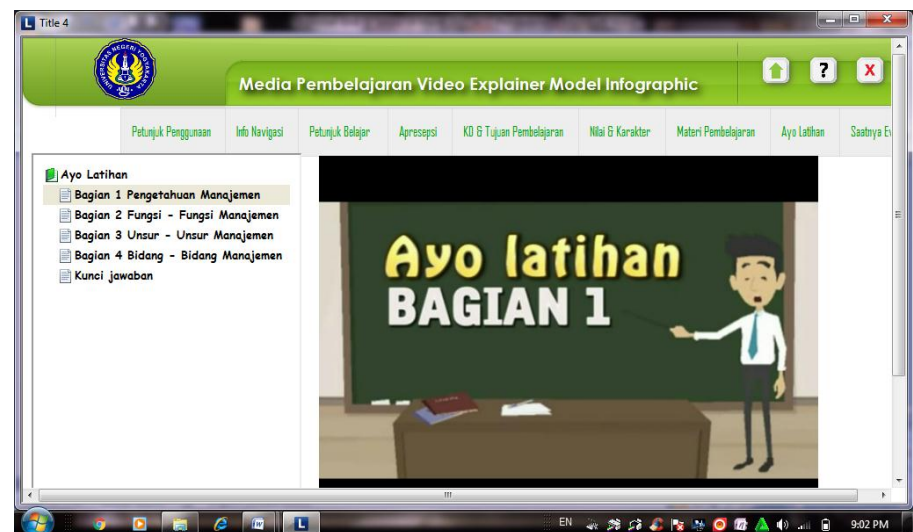 Title 4
Media Pembelajaran Video Explainer Model Infographic
?
X
Petunjuk Penggunaan Info Navigasi Petunjuk Belajar Apresepsi KD & Tujuan Pembelajaran Nilai & Karakter Materi Pembelajaran Ayo Latihan Saatnya Ev
Ayo Latihan
Bagian 1 Pengetahuan Manajemen
Bagian 2 Fungsi - Fungsi Manajemen
Bagian 3 Unsur - Unsur Manajemen
Bagian 4 Bidang - Bidang Manajemen
Kunci jawaban
Ayo latihan
BAGIAN 1
EN
9:02 PM